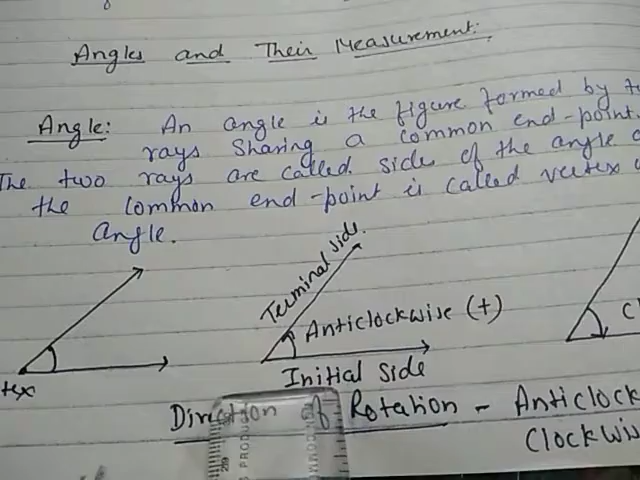 Angles and Their Measurement:
Angle: An angle is the figure formed by
rays sharing a common end-point.
The two rays are called side of the angle
the common end-point is called vertex
angle.
Terminal side.
Anticlockwise (+)
Initial side
Direction of Rotation - Anticlock
Clockwis